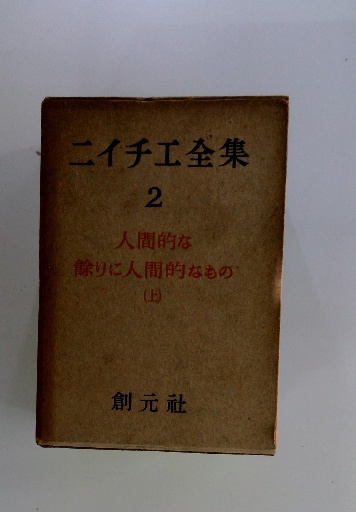 ニイチエ全集
2
人間的な
餘りに人間的なもの
(上)
創元社